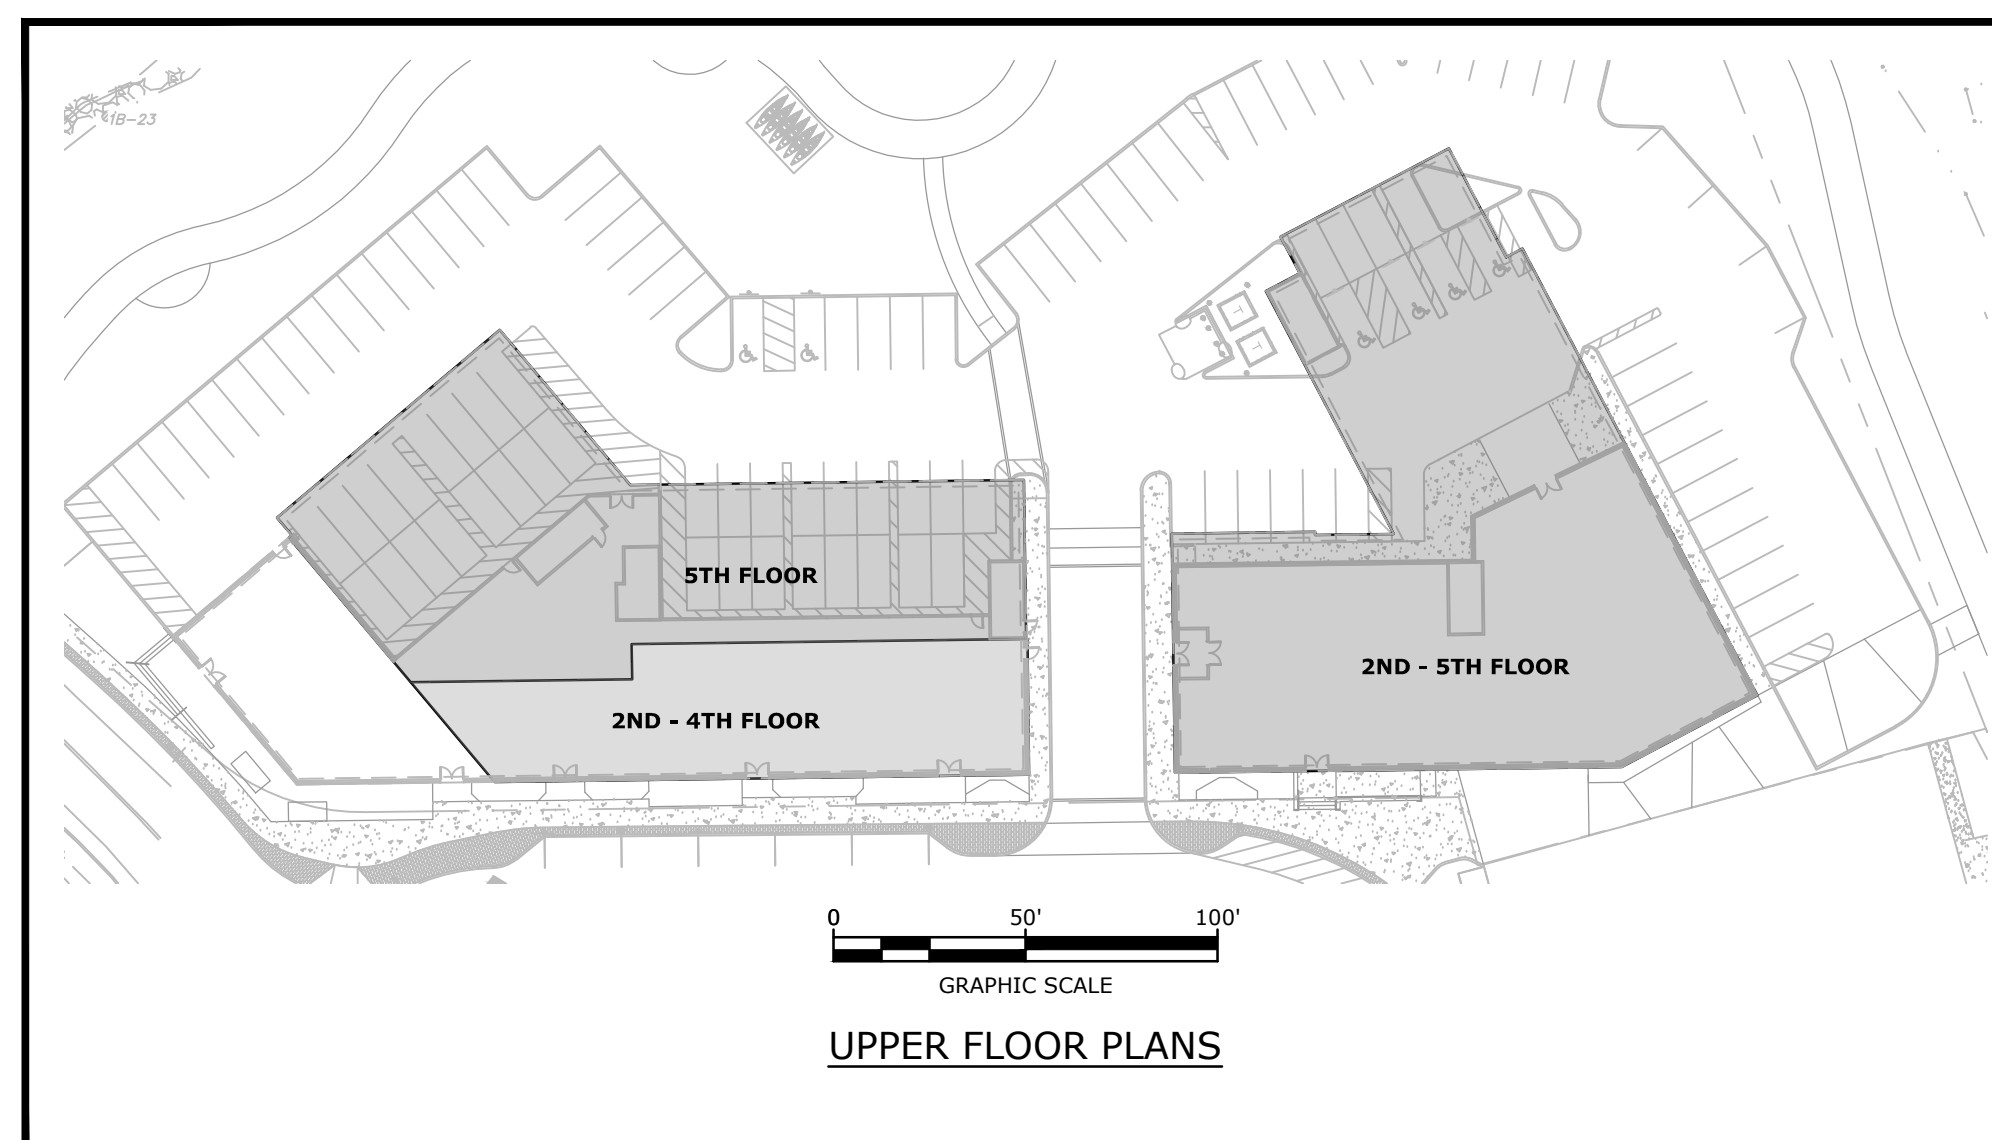 1B-23
T
T
5TH FLOOR
2ND - 4TH FLOOR
2ND - 5TH FLOOR
0 50' 100'
GRAPHIC SCALE
UPPER FLOOR PLANS